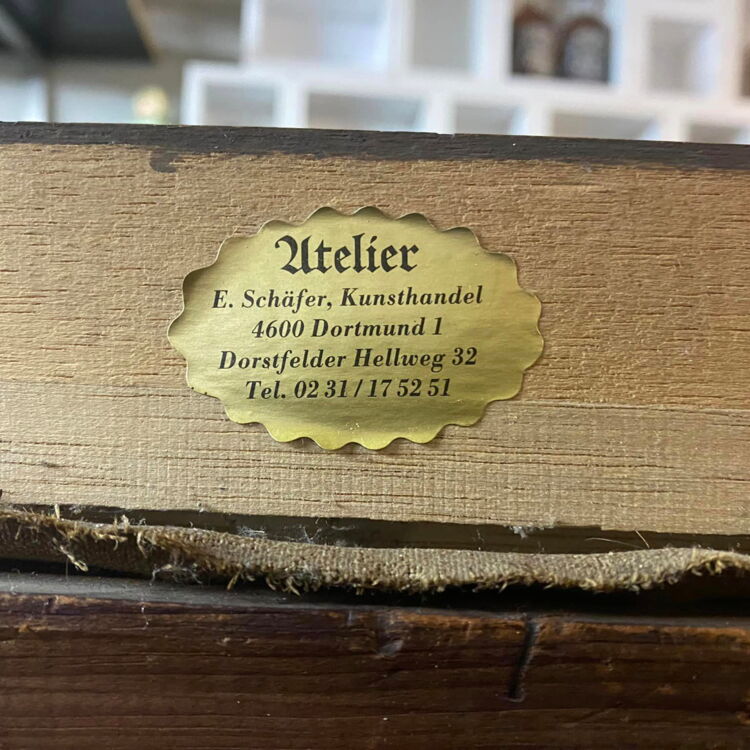 Atelier
E. Schäfer, Kunsthandel
4600 Dortmund 1
Dorstfelder Hellweg 32
Tel. 02 31 / 17 52 51